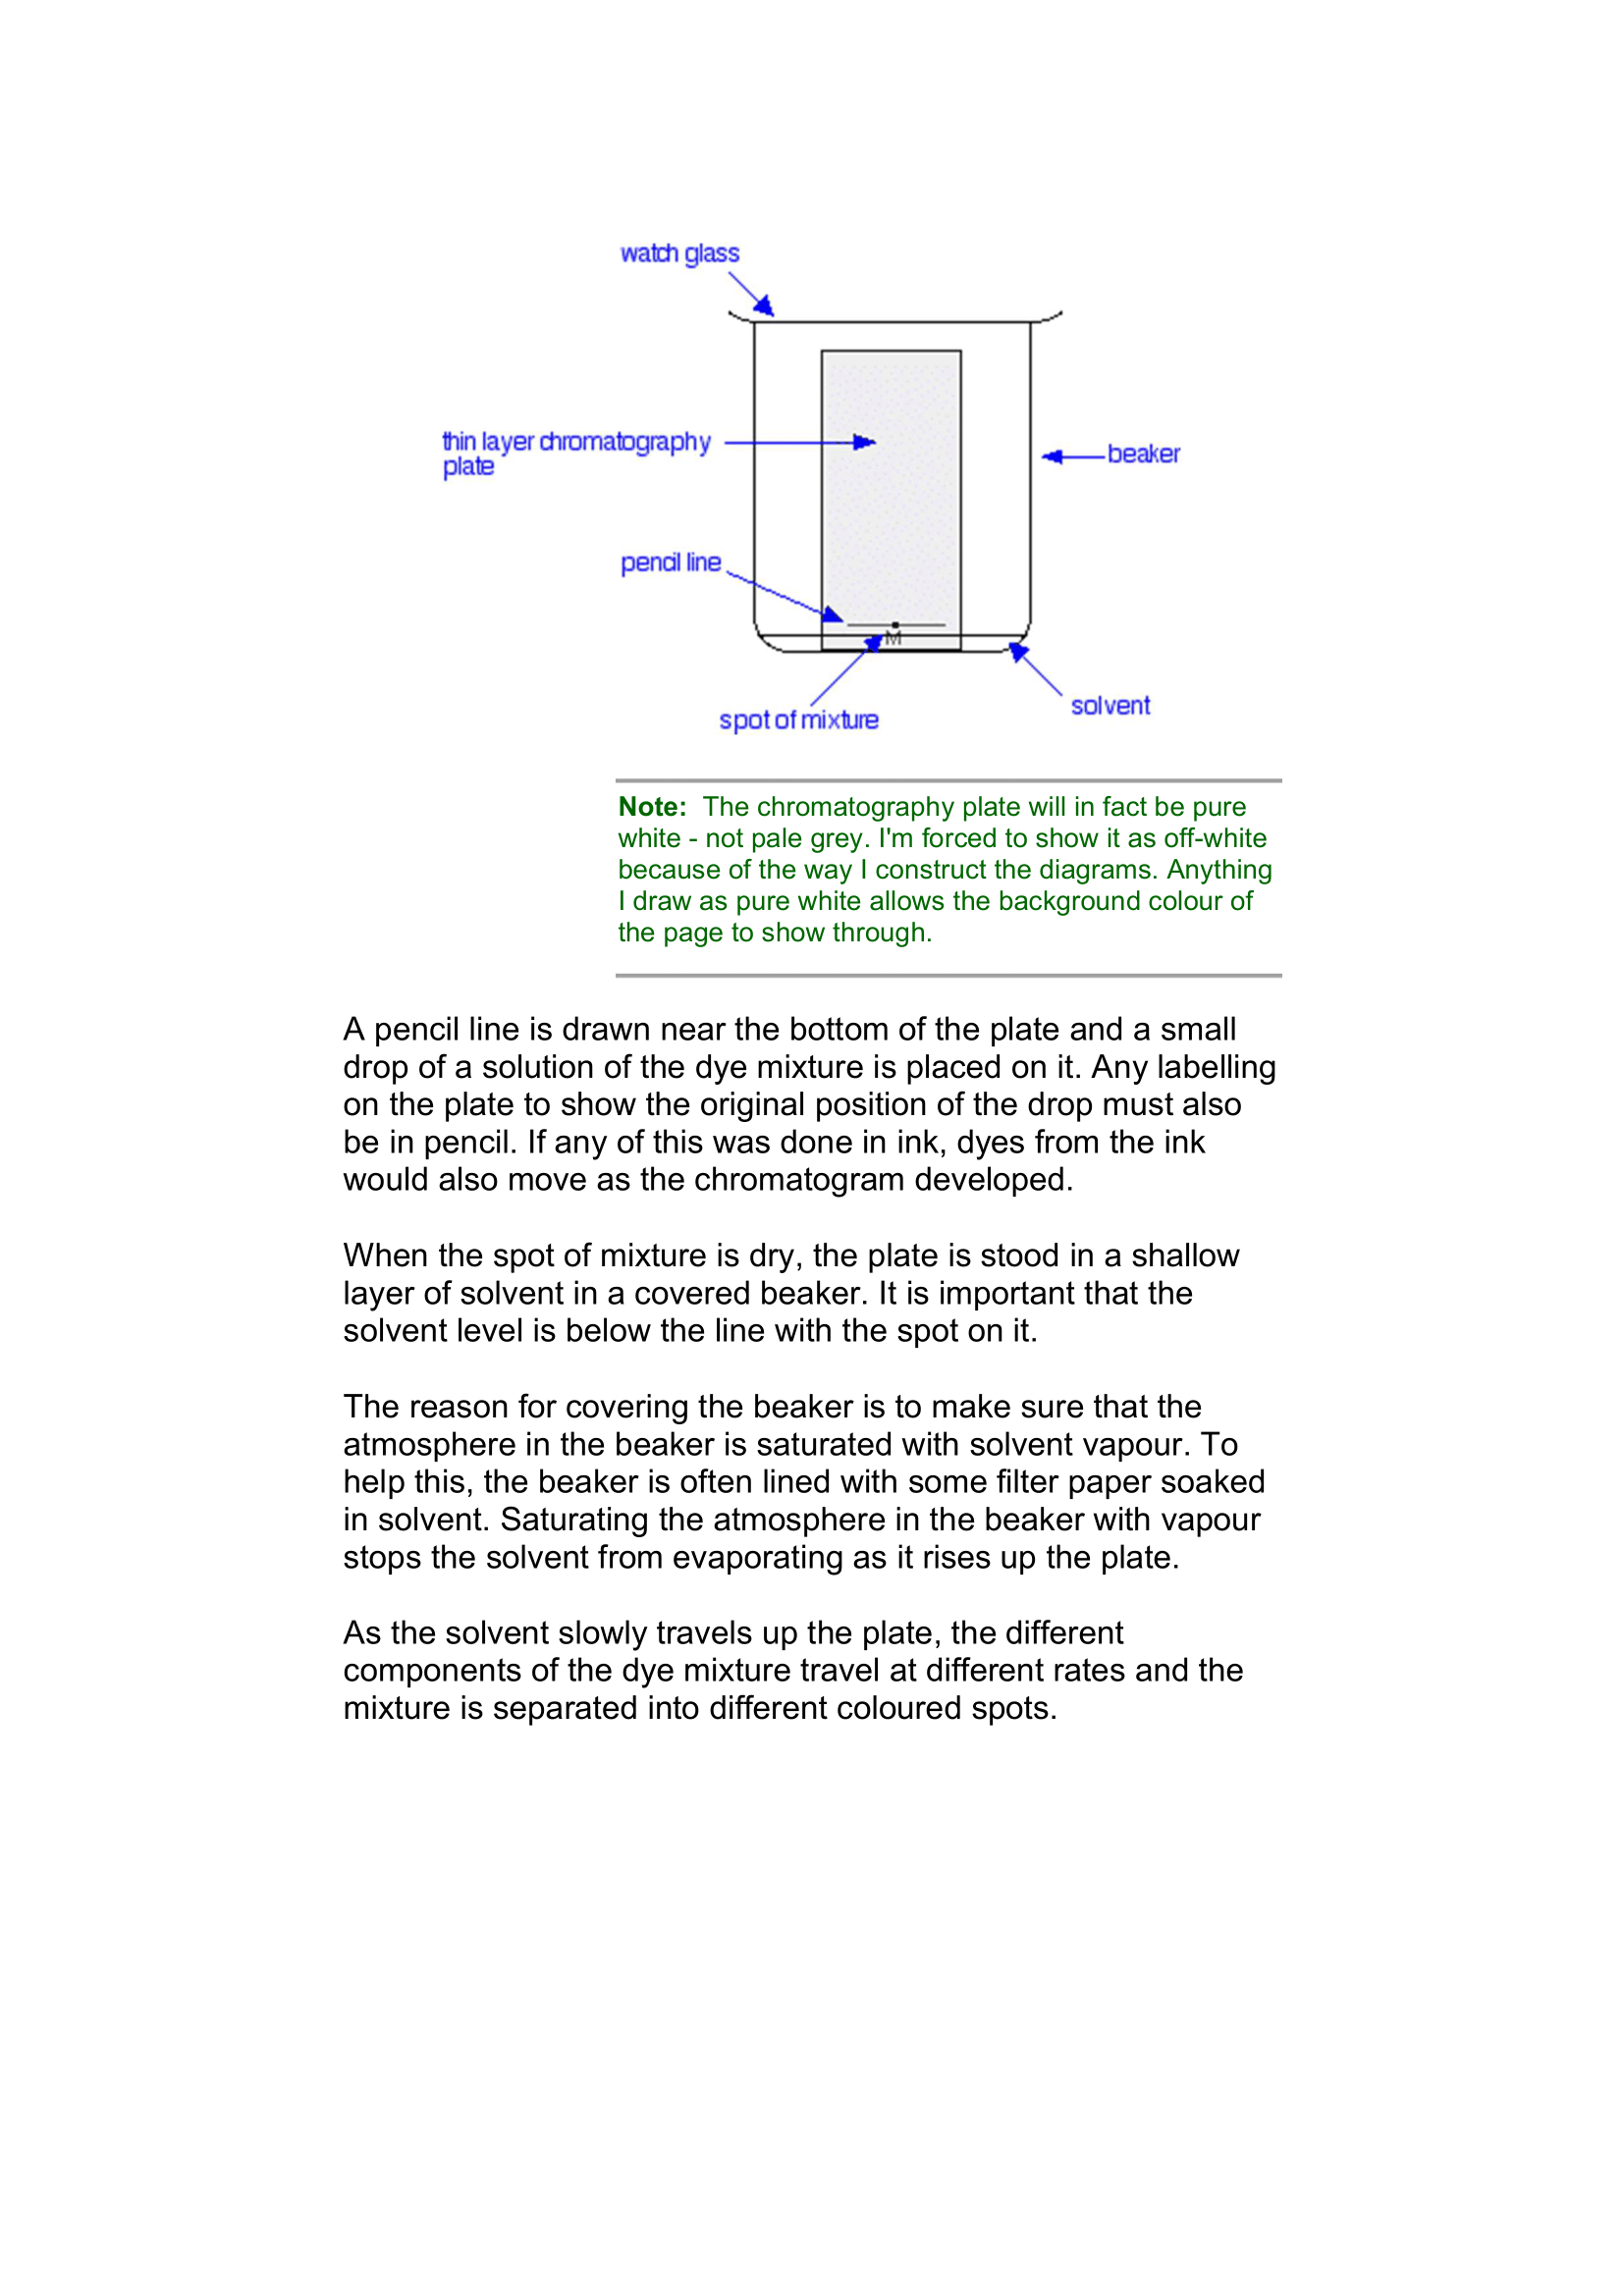 watch glass
thin layer chromatography
plate
beaker
pencil line
M
spot of mixture
solvent
Note:  The chromatography plate will in fact be pure
white - not pale grey. I'm forced to show it as off-white
because of the way I construct the diagrams. Anything
I draw as pure white allows the background colour of
the page to show through.
A pencil line is drawn near the bottom of the plate and a small
drop of a solution of the dye mixture is placed on it. Any labelling
on the plate to show the original position of the drop must also
be in pencil. If any of this was done in ink, dyes from the ink
would also move as the chromatogram developed.
When the spot of mixture is dry, the plate is stood in a shallow
layer of solvent in a covered beaker. It is important that the
solvent level is below the line with the spot on it.
The reason for covering the beaker is to make sure that the
atmosphere in the beaker is saturated with solvent vapour. To
help this, the beaker is often lined with some filter paper soaked
in solvent. Saturating the atmosphere in the beaker with vapour
stops the solvent from evaporating as it rises up the plate.
As the solvent slowly travels up the plate, the different
components of the dye mixture travel at different rates and the
mixture is separated into different coloured spots.